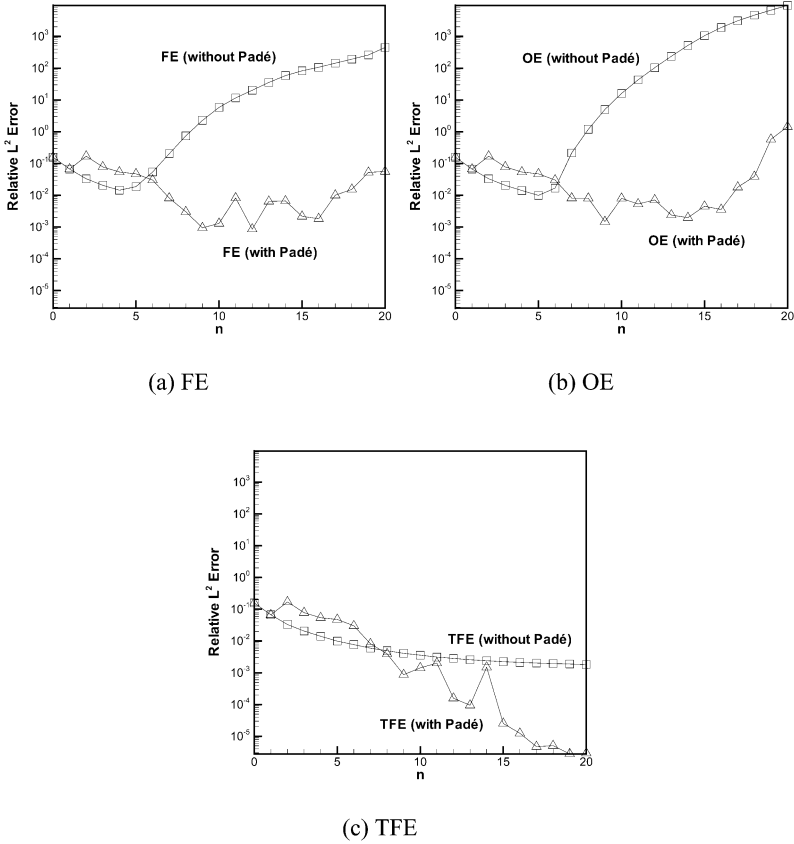 10³
10²
10¹
10⁰
10⁻¹
10⁻²
10⁻³
10⁻⁴
10⁻⁵
Relative L² Error
FE (without Padé)
FE (with Padé)
0 5 10 15 20
n
(a) FE
10³
10²
10¹
10⁰
10⁻¹
10⁻²
10⁻³
10⁻⁴
10⁻⁵
Relative L² Error
OE (without Padé)
OE (with Padé)
0 5 10 15 20
n
(b) OE
10³
10²
10¹
10⁰
10⁻¹
10⁻²
10⁻³
10⁻⁴
10⁻⁵
Relative L² Error
TFE (without Padé)
TFE (with Padé)
0 5 10 15 20
n
(c) TFE